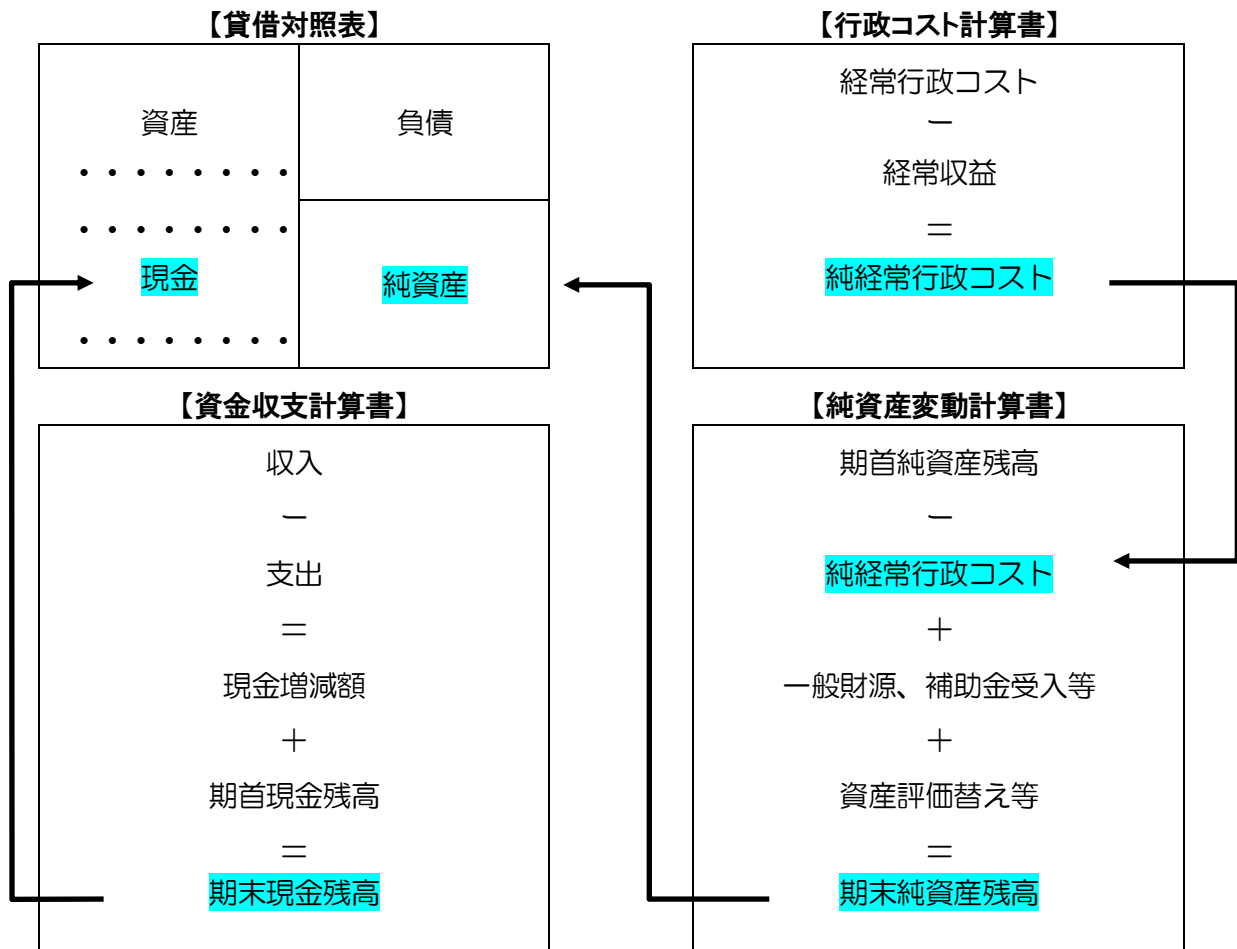 【貸借対照表】
資産
・・・・・・・・
・・・・・・・・
現金
・・・・・・・・
負債
純資産
【行政コスト計算書】
経常行政コスト
－
経常収益
＝
純経常行政コスト
【資金収支計算書】
収入
－
支出
＝
現金増減額
＋
期首現金残高
＝
期末現金残高
【純資産変動計算書】
期首純資産残高
－
純経常行政コスト
＋
一般財源、補助金受入等
＋
資産評価替え等
＝
期末純資産残高